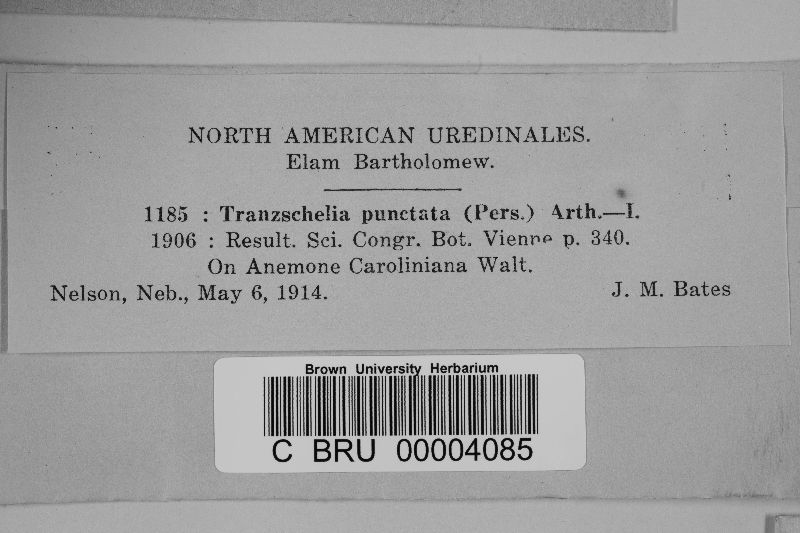 NORTH AMERICAN UREDINALES.
Elam Bartholomew.
1185 : Tranzschelia punctata (Pers.) Arth.—I.
1906 : Result. Sci. Congr. Bot. Vienne p. 340.
On Anemone Caroliniana Walt.
Nelson, Neb., May 6, 1914. J. M. Bates
Brown University Herbarium
C BRU 00004085